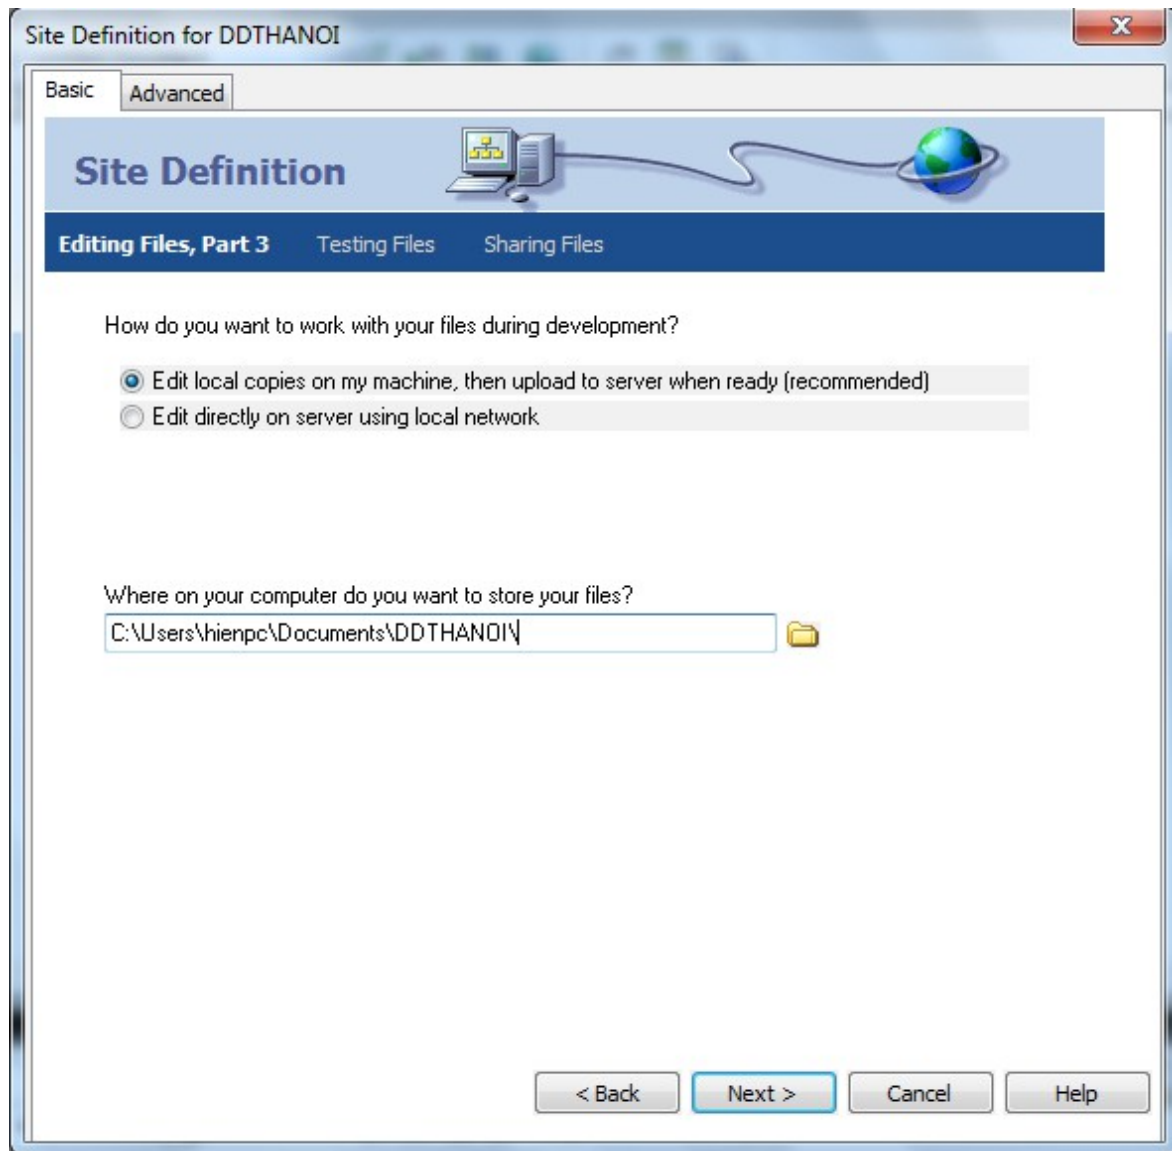 Site Definition for DDTHANOI
Basic Advanced
Site Definition
Editing Files, Part 3 Testing Files Sharing Files
How do you want to work with your files during development?
Edit local copies on my machine, then upload to server when ready (recommended)
Edit directly on server using local network
Where on your computer do you want to store your files?
C:\Users\hienpc\Documents\DDTHANOI\
< Back Next > Cancel Help